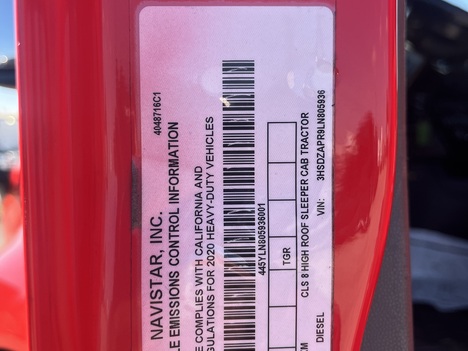 4048716C1
NAVISTAR, INC.
LE EMISSIONS CONTROL INFORMATION
E COMPLIES WITH CALIFORNIA AND
GULATIONS FOR 2020 HEAVY-DUTY VEHICLES
445YLN805936001
TGR
CLS 8 HIGH ROOF SLEEPER CAB TRACTOR
DIESEL VIN: 3HSDZAPR9LN805936